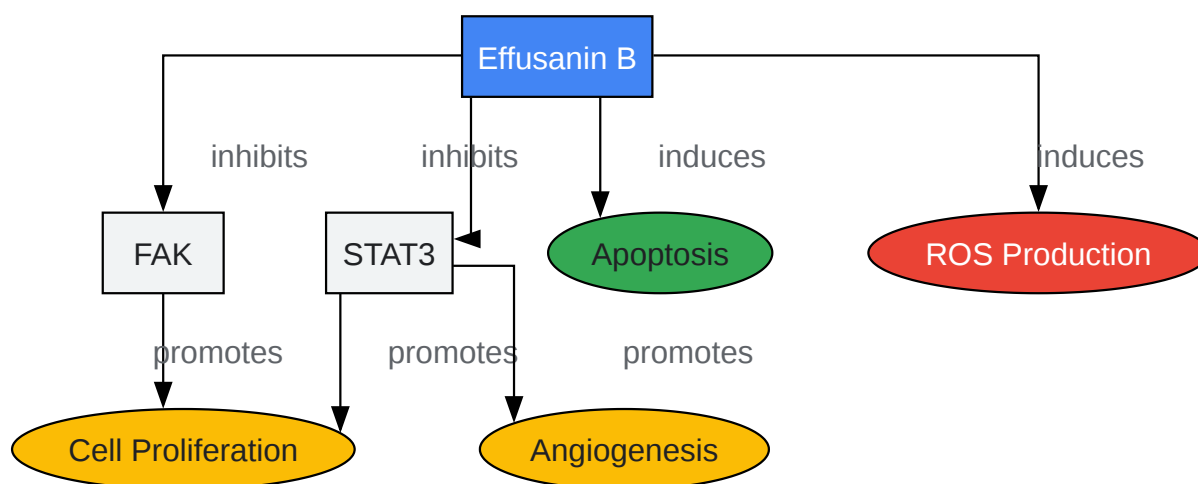 Effusanin B
inhibits
inhibits
induces
induces
FAK
STAT3
Apoptosis
ROS Production
promotes
promotes
promotes
Cell Proliferation
Angiogenesis